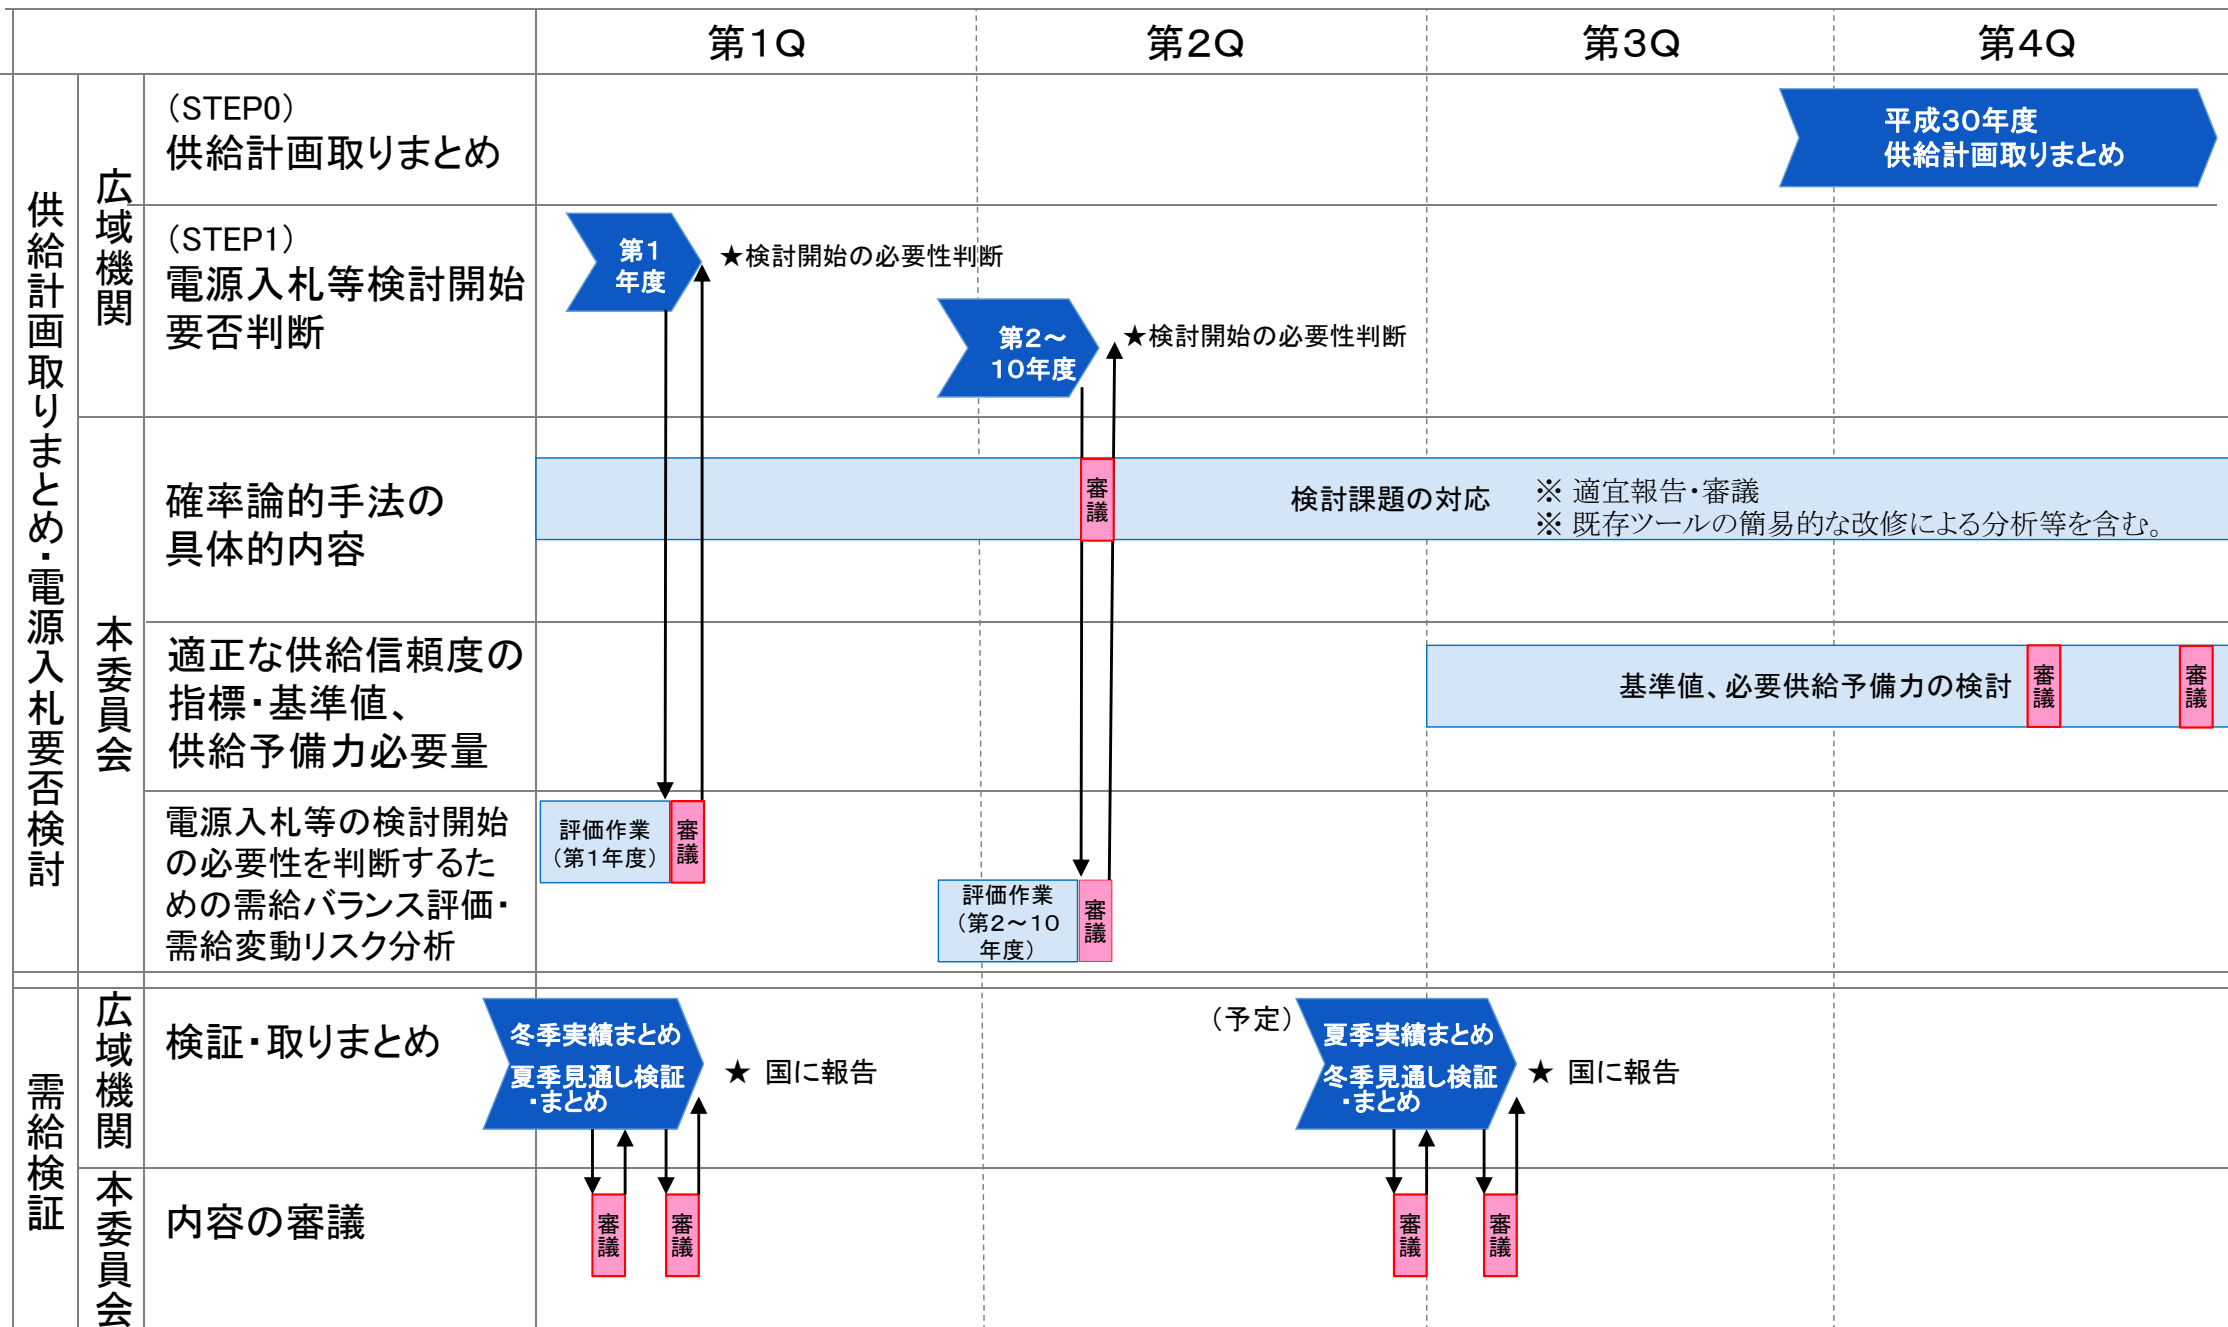 第1Q
第2Q
第3Q
第4Q
供給計画取りまとめ・電源入札要否検討
広域機関
(STEP0)
供給計画取りまとめ
平成30年度
供給計画取りまとめ
(STEP1)
電源入札等検討開始
要否判断
第1
年度
★検討開始の必要性判断
第2～
10年度
★検討開始の必要性判断
本委員会
確率論的手法の
具体的内容
審議
検討課題の対応
※ 適宜報告・審議
※ 既存ツールの簡易的な改修による分析等を含む。
適正な供給信頼度の
指標・基準値、
供給予備力必要量
基準値、必要供給予備力の検討
審議
審議
電源入札等の検討開始
の必要性を判断するた
めの需給バランス評価・
需給変動リスク分析
評価作業
(第1年度)
審議
評価作業
(第2～10
年度)
審議
需給検証
広域機関
検証・取りまとめ
冬季実績まとめ
夏季見通し検証
・まとめ
★ 国に報告
(予定)
夏季実績まとめ
冬季見通し検証
・まとめ
★ 国に報告
本委員会
内容の審議
審議
審議
審議
審議